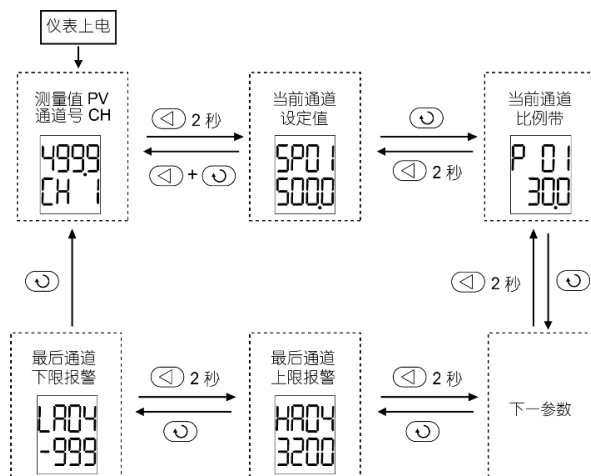 仪表上电
测量值 PV
通道号 CH
499.9
CH 1
2 秒
+
当前通道
设定值
SP01
500.0
2 秒
当前通道
比例带
P 01
30.0
2 秒
最后通道
下限报警
LA04
-999
2 秒
最后通道
上限报警
HA04
3200
2 秒
下一参数